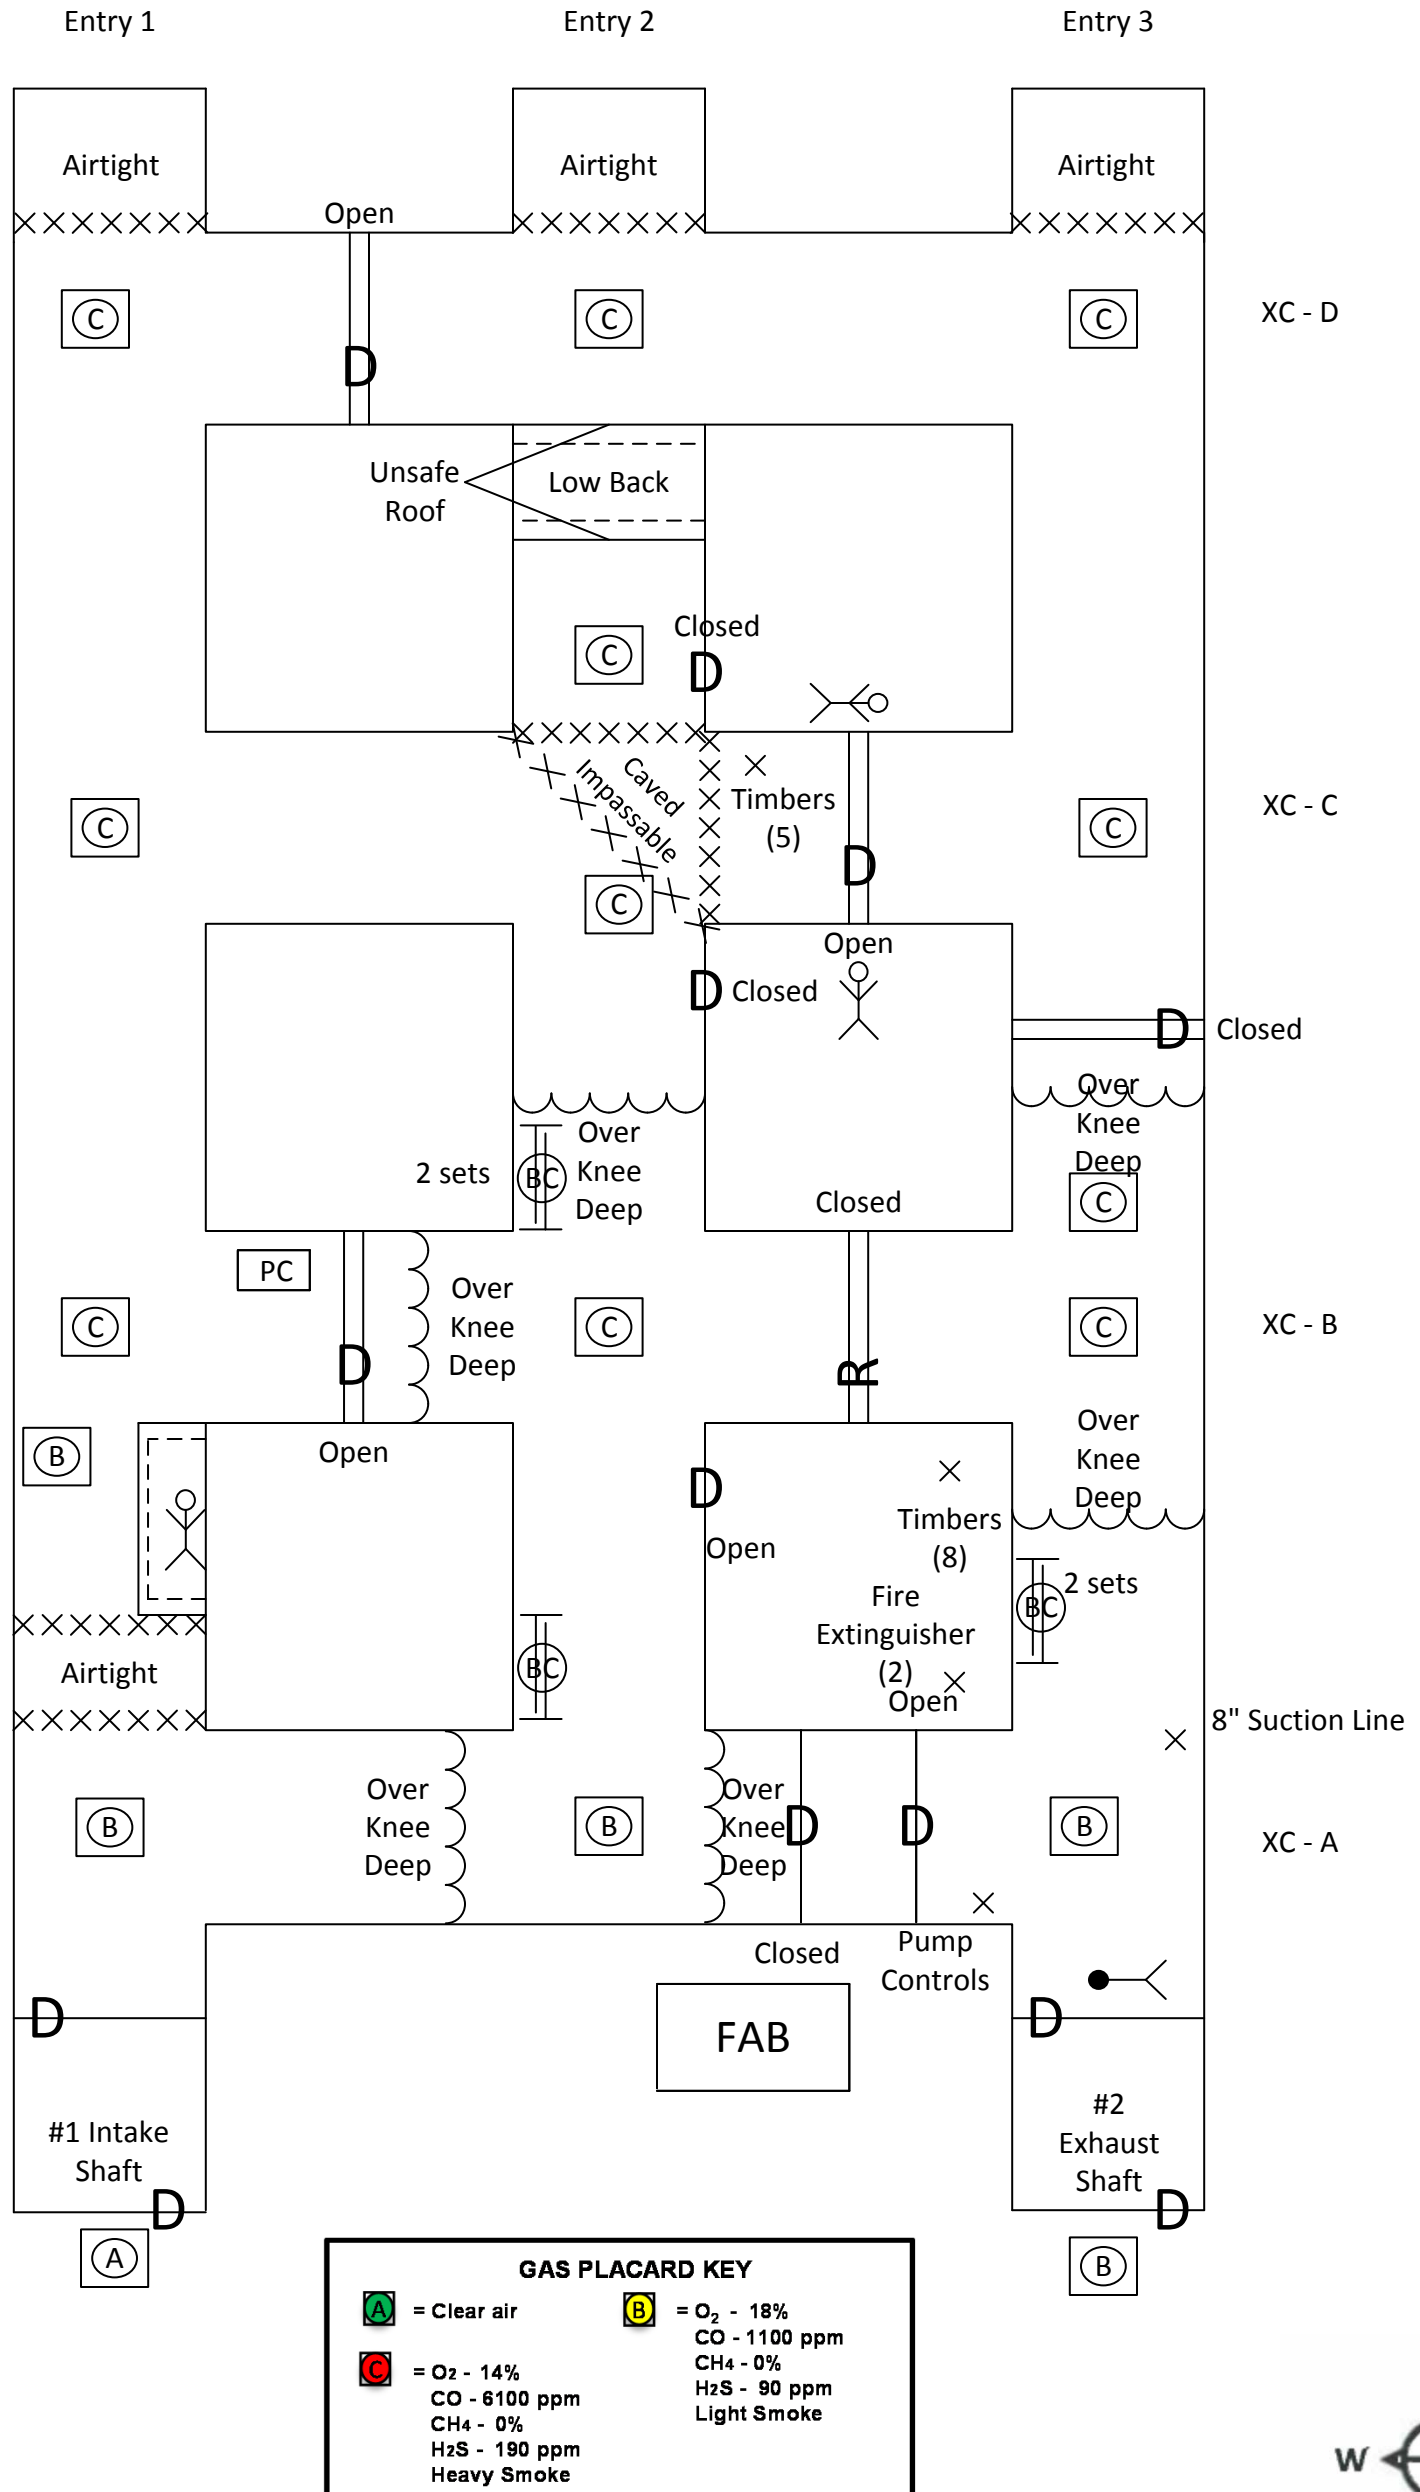 Entry 1
Entry 2
Entry 3
Airtight
Airtight
Airtight
Open
C
C
C
XC - D
D
Unsafe
Roof
Low Back
Closed
C
D
Caved
Impassable
Timbers
(5)
XC - C
C
C
D
C
Open
D
Closed
D
Closed
Over
Knee
Deep
Over
Knee
Deep
2 sets
BC
C
Closed
PC
Over
Knee
Deep
C
C
C
XC - B
D
R
Over
Knee
Deep
B
Open
D
Open
Timbers
(8)
2 sets
BC
Fire
Extinguisher
(2)
Open
BC
Airtight
8" Suction Line
Over
Knee
Deep
Over
Knee
Deep
B
B
D
D
B
XC - A
Closed
Pump
Controls
D
FAB
D
#1 Intake
Shaft
#2
Exhaust
Shaft
D
D
A
B
GAS PLACARD KEY
A = Clear air
B = O2 - 18%
CO - 1100 ppm
CH4 - 0%
H2S - 90 ppm
Light Smoke
C = O2 - 14%
CO - 6100 ppm
CH4 - 0%
H2S - 190 ppm
Heavy Smoke
W